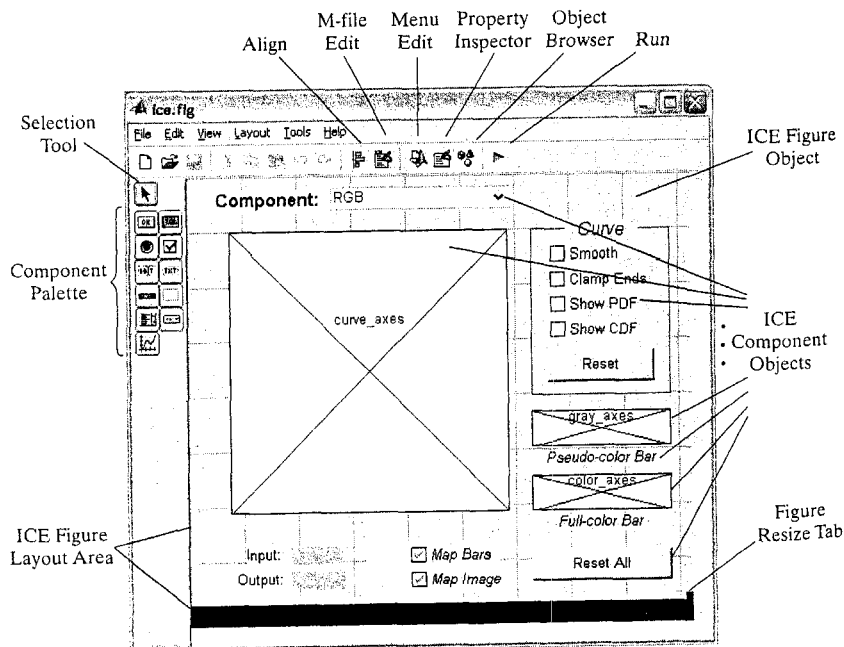 M-file Edit
Menu Edit
Property Inspector
Object Browser
Align
Run
ice.fig
Selection Tool
File Edit View Layout Tools Help
ICE Figure Object
Component: RGB
Curve
Smooth
Clamp Ends
Show PDF
Show CDF
Reset
Component Palette
OK
TXT
curve_axes
ICE Component Objects
gray_axes
Pseudo-color Bar
color_axes
Full-color Bar
ICE Figure Layout Area
Figure Resize Tab
Input:
Map Bars
Output:
Map Image
Reset All